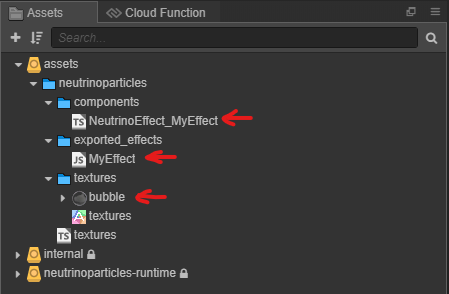 Assets
Cloud Function
Search...
assets
neutrinoparticles
components
TS NeutrinoEffect_MyEffect
exported_effects
JS MyEffect
textures
bubble
A textures
TS textures
internal
neutrinoparticles-runtime